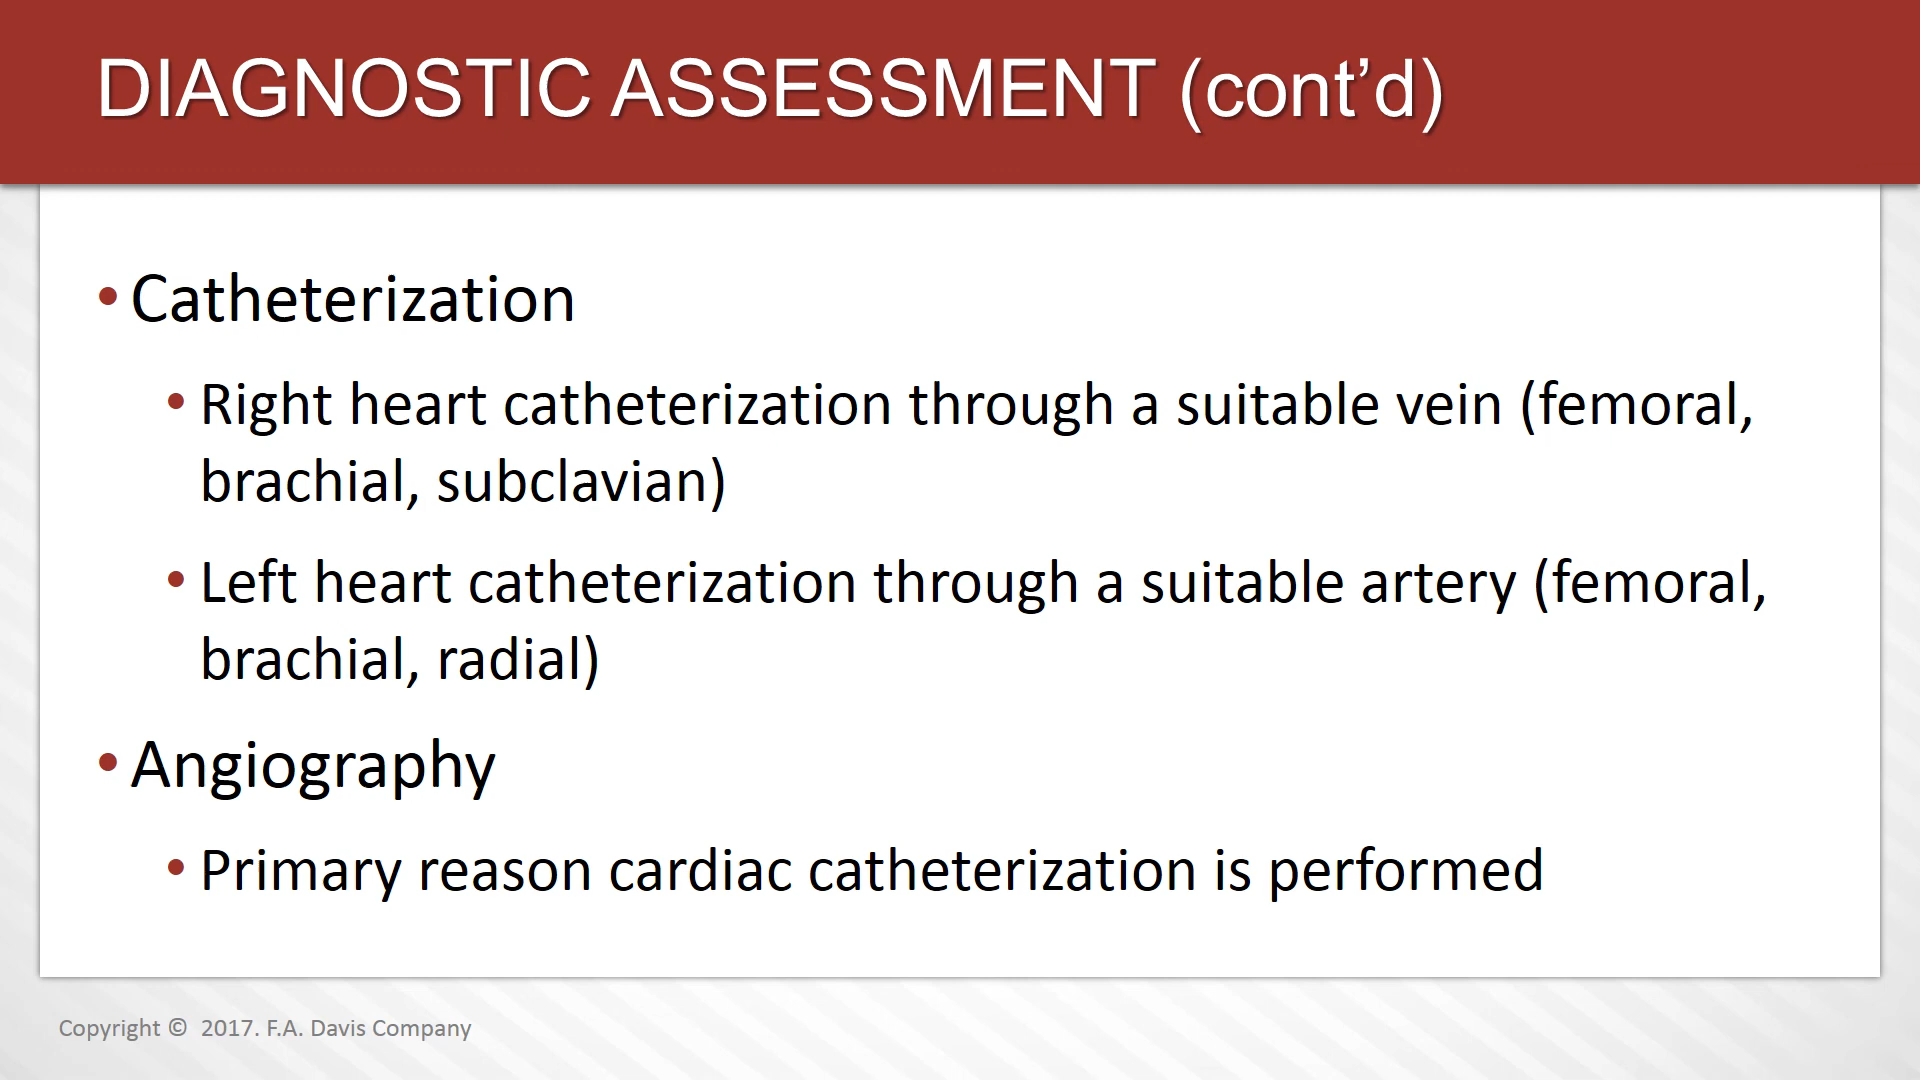 DIAGNOSTIC ASSESSMENT (cont’d)
• Catheterization
• Right heart catheterization through a suitable vein (femoral,
brachial, subclavian)
• Left heart catheterization through a suitable artery (femoral,
brachial, radial)
• Angiography
• Primary reason cardiac catheterization is performed
Copyright © 2017. F.A. Davis Company